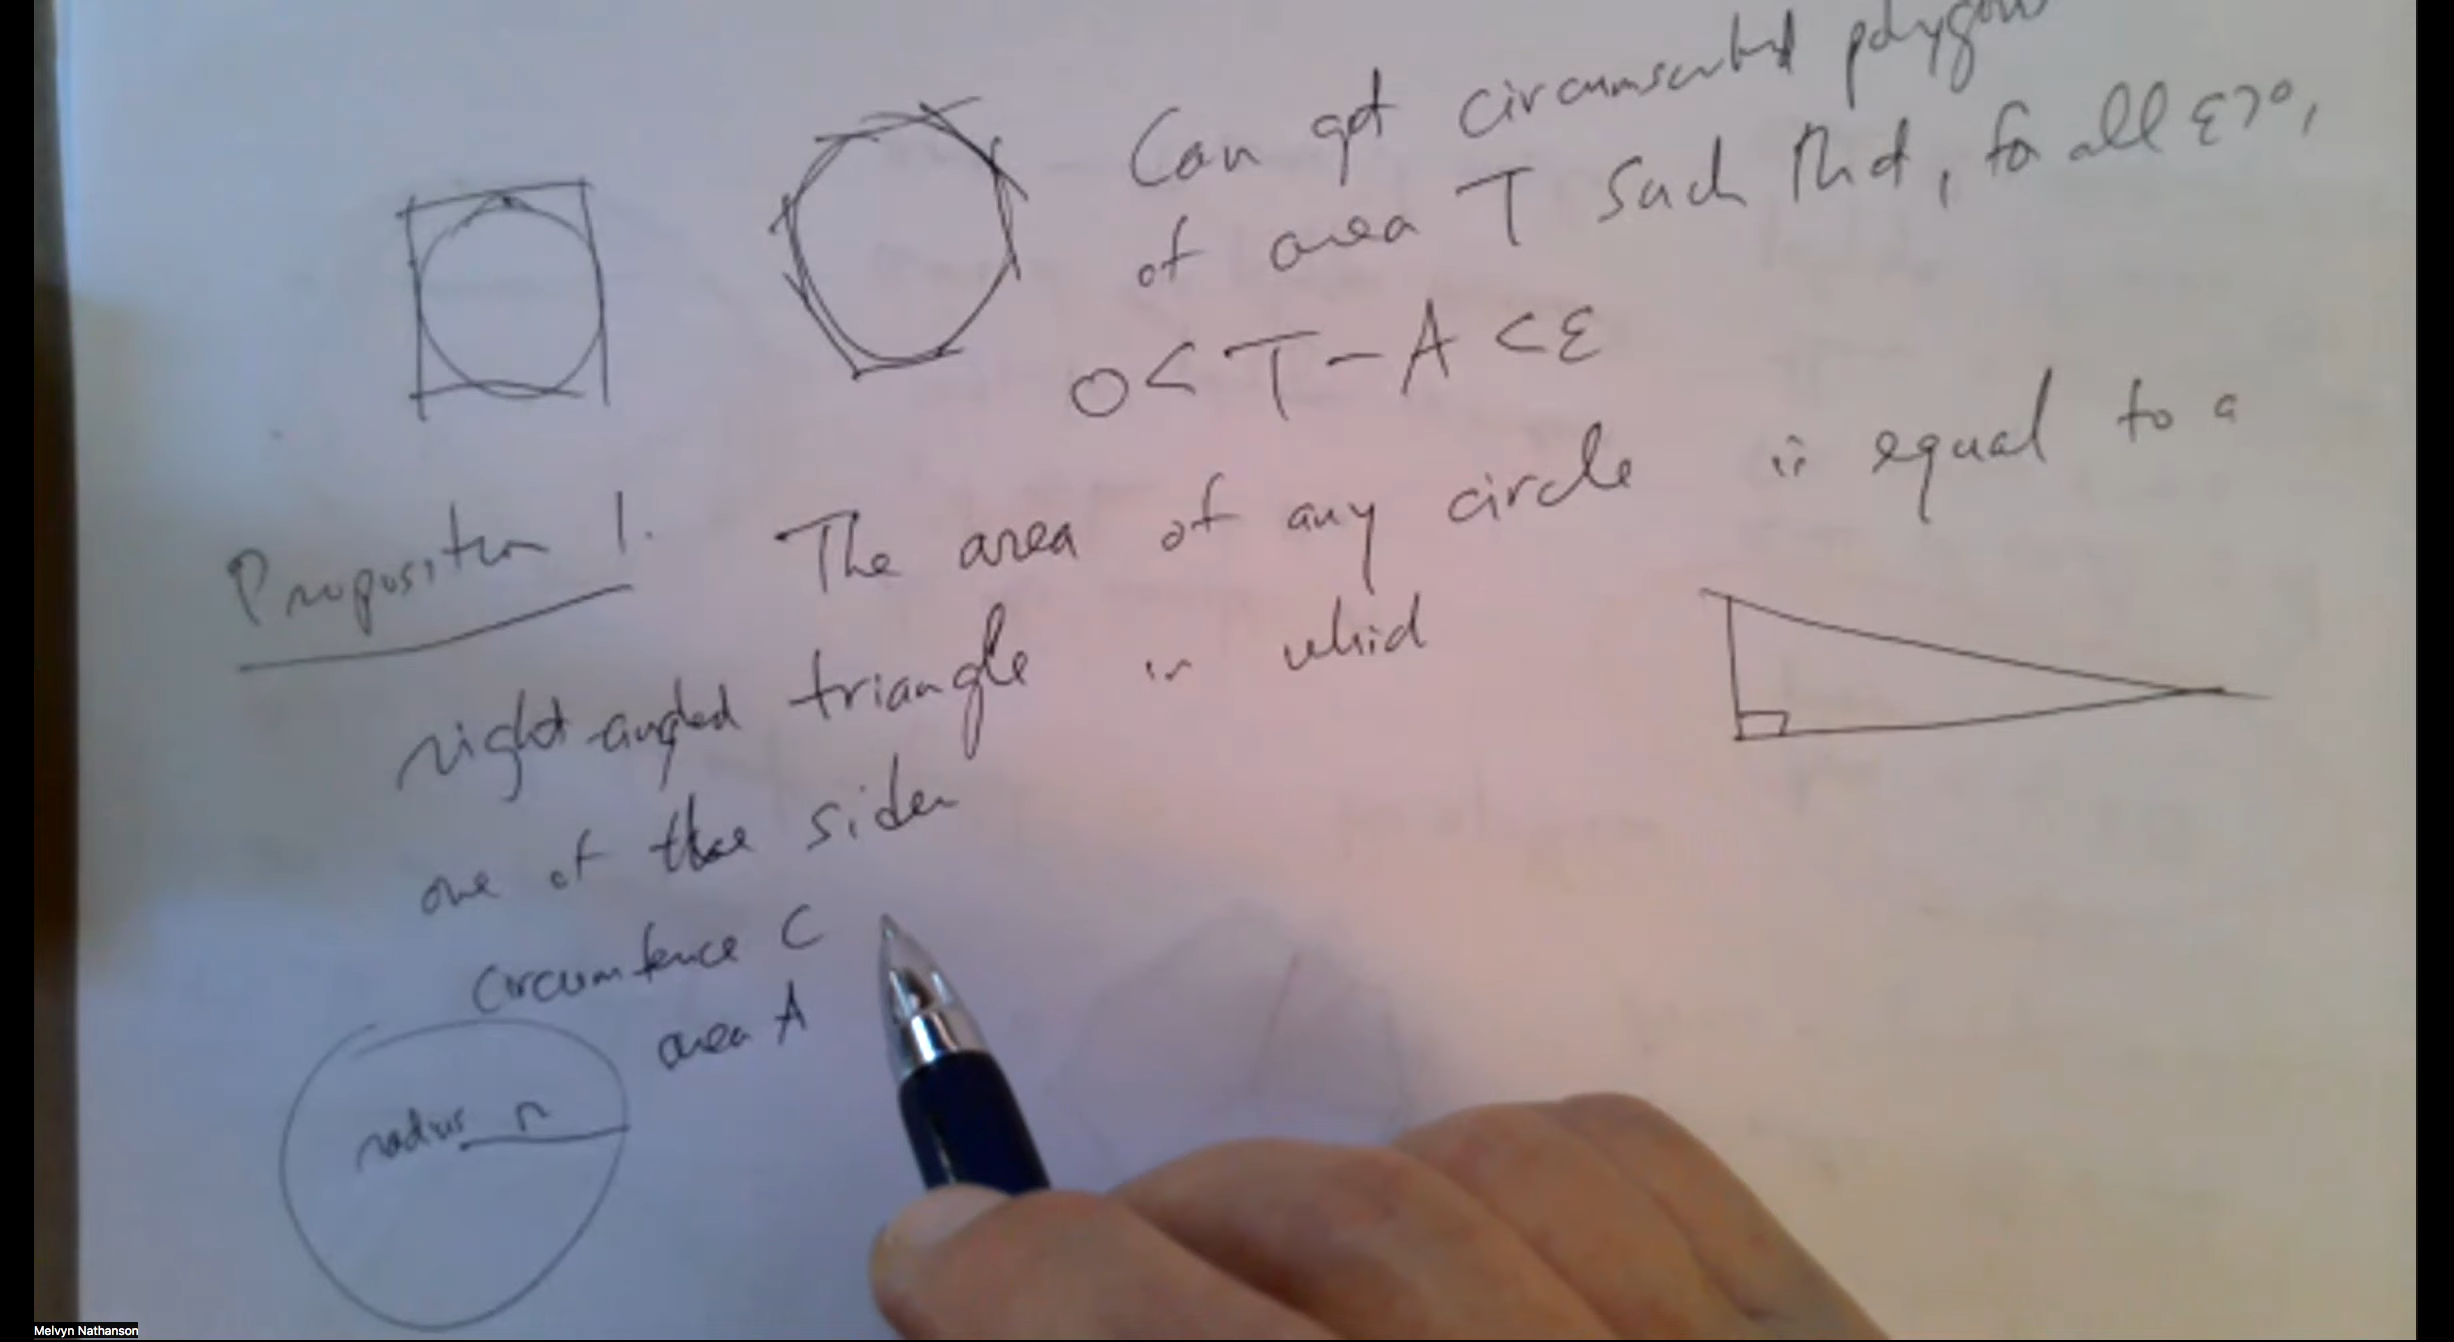 Can get circumscribed polygon
of area T such that, for all ε>0,
0<T-A<ε
Proposition 1. The area of any circle is equal to a
right-angled triangle in which
one of the sides
circumfence C
area A
radius r
Melvyn Nathanson